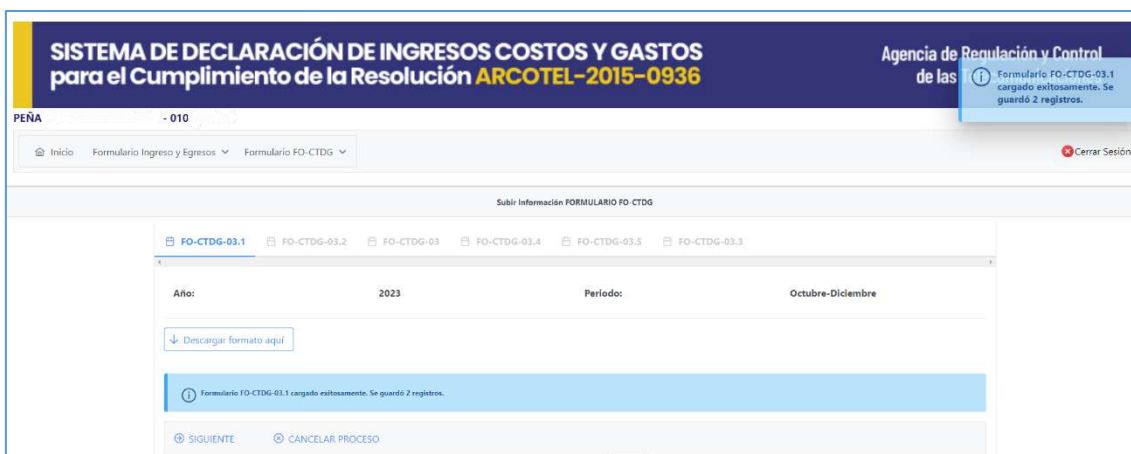 SISTEMA DE DECLARACIÓN DE INGRESOS COSTOS Y GASTOS
para el Cumplimiento de la Resolución ARCOTEL-2015-0936
Agencia de Regulación y Control
de las
Formulario FO-CTDG-03.1
cargado exitosamente. Se
guardó 2 registros.
PEÑA - 010
Inicio Formulario Ingreso y Egresos Formulario FO-CTDG Cerrar Sesión
Subir Información FORMULARIO FO-CTDG
FO-CTDG-03.1 FO-CTDG-03.2 FO-CTDG-03 FO-CTDG-03.4 FO-CTDG-03.5 FO-CTDG-03.3
Año: 2023 Periodo: Octubre-Diciembre
Descargar formato aquí
Formulario FO-CTDG-03.1 cargado exitosamente. Se guardó 2 registros.
SIGUIENTE CANCELAR PROCESO